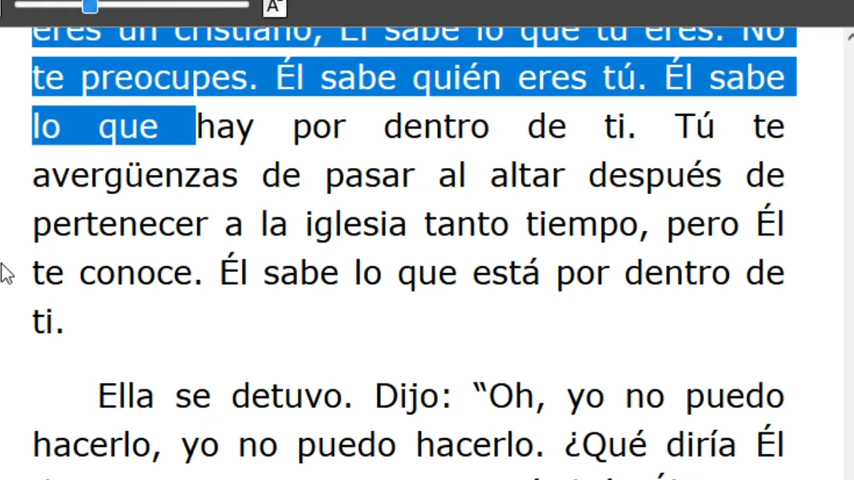 A
eres un cristiano, Él sabe lo que tú eres. No
te preocupes. Él sabe quién eres tú. Él sabe
lo que hay por dentro de ti. Tú te
avergüenzas de pasar al altar después de
pertenecer a la iglesia tanto tiempo, pero Él
te conoce. Él sabe lo que está por dentro de
ti.
Ella se detuvo. Dijo: “Oh, yo no puedo
hacerlo, yo no puedo hacerlo. ¿Qué diría Él